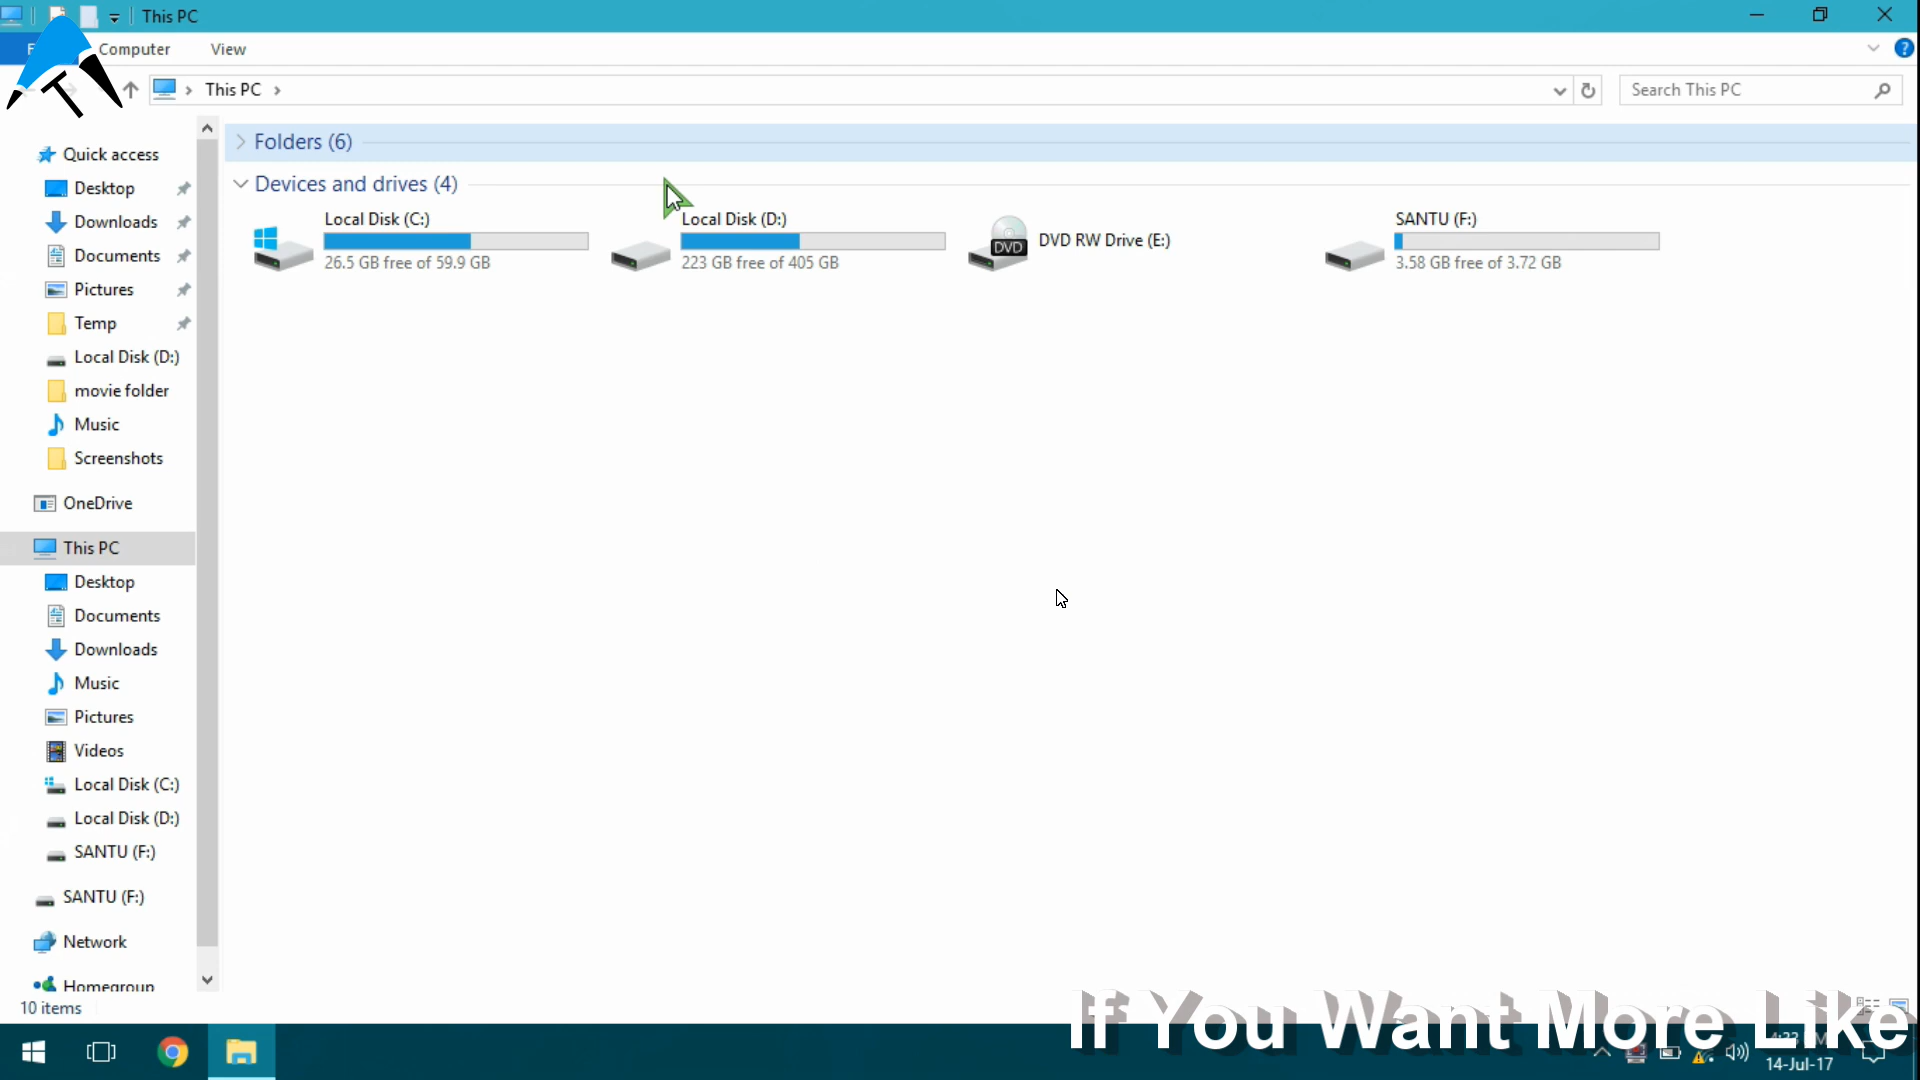 This PC
Computer
View
This PC
Search This PC
Quick access
Desktop
Downloads
Documents
Pictures
Temp
Local Disk (D:)
movie folder
Music
Screenshots
OneDrive
This PC
Desktop
Documents
Downloads
Music
Pictures
Videos
Local Disk (C:)
Local Disk (D:)
SANTU (F:)
SANTU (F:)
Network
Homegroup
Folders (6)
Devices and drives (4)
Local Disk (C:)
26.5 GB free of 59.9 GB
Local Disk (D:)
223 GB free of 405 GB
DVD
DVD RW Drive (E:)
SANTU (F:)
3.58 GB free of 3.72 GB
10 items
If You Want More Like
14-Jul-17